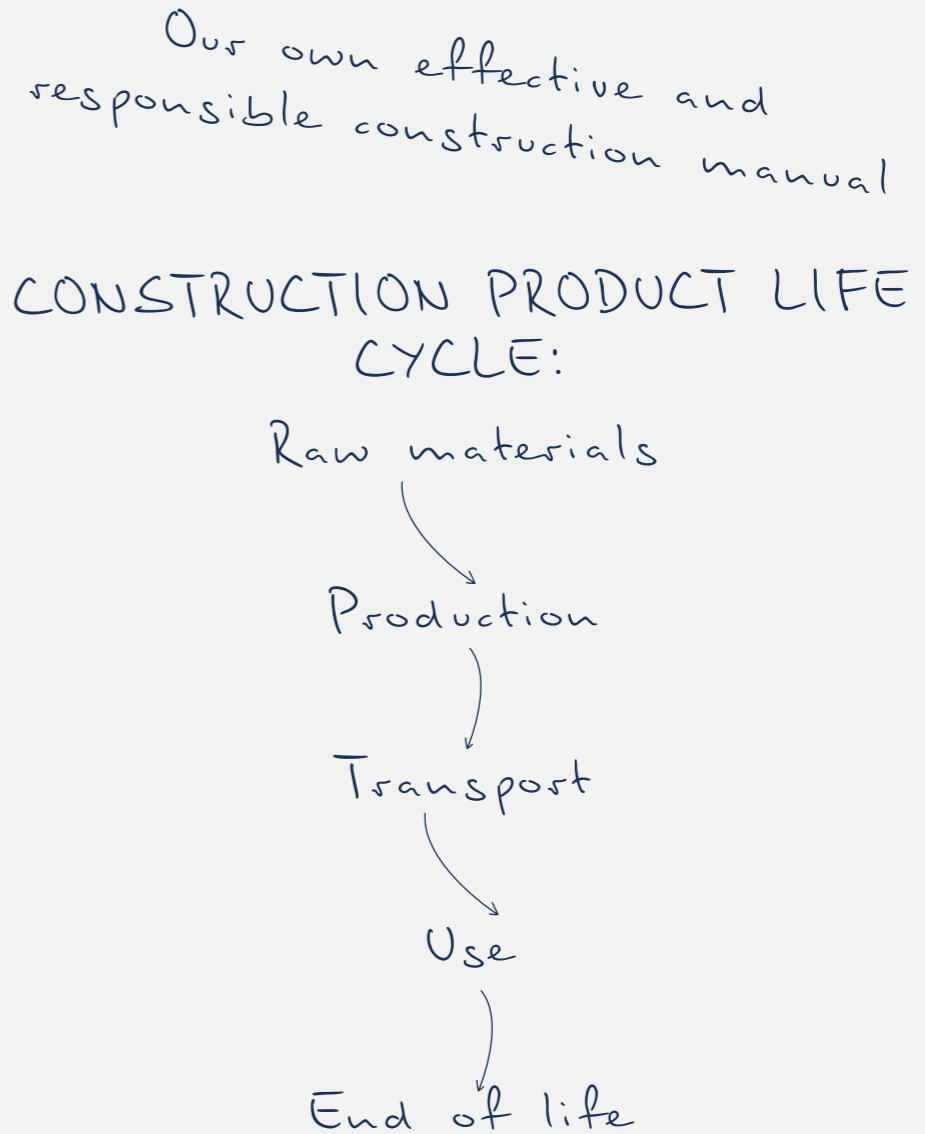 Our own effective and
responsible construction manual
CONSTRUCTION PRODUCT LIFE
CYCLE:
Raw materials
Production
Transport
Use
End of life